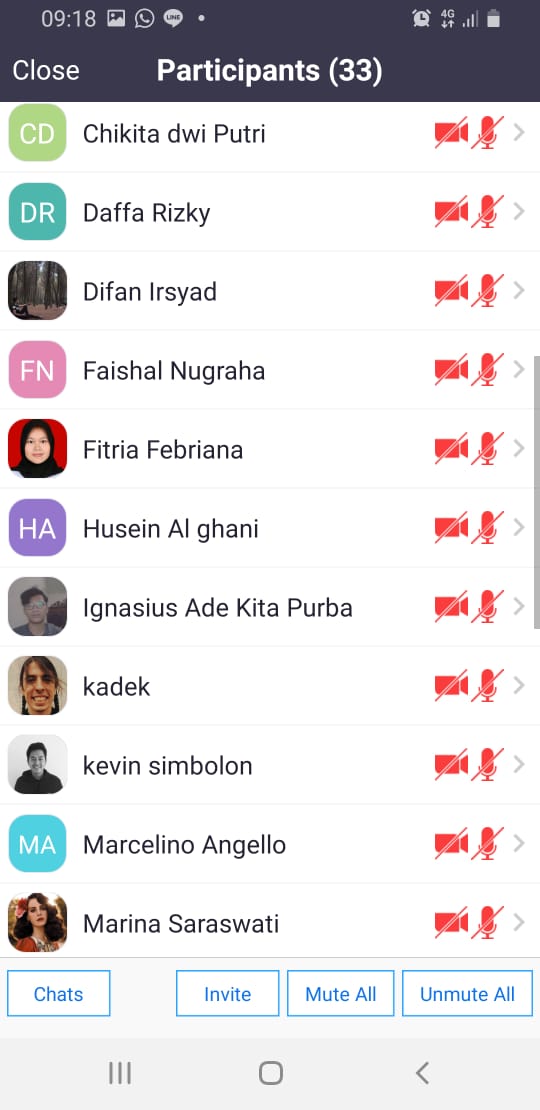 09:18 LINE 4G
Close Participants (33)
CD Chikita dwi Putri
DR Daffa Rizky
Difan Irsyad
FN Faishal Nugraha
Fitria Febriana
HA Husein Al ghani
Ignasius Ade Kita Purba
kadek
kevin simbolon
MA Marcelino Angello
Marina Saraswati
Chats Invite Mute All Unmute All